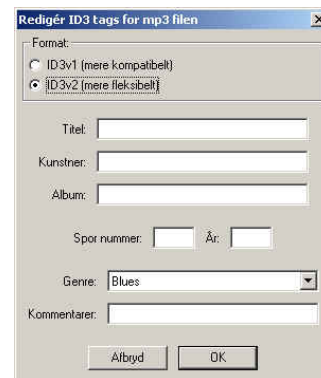 Redigér ID3 tags for mp3 filen
Format:
ID3v1 (mere kompatibelt)
ID3v2 (mere fleksibelt)
Titel:
Kunstner:
Album:
Spor nummer: År:
Genre: Blues
Kommentarer:
Afbryd OK